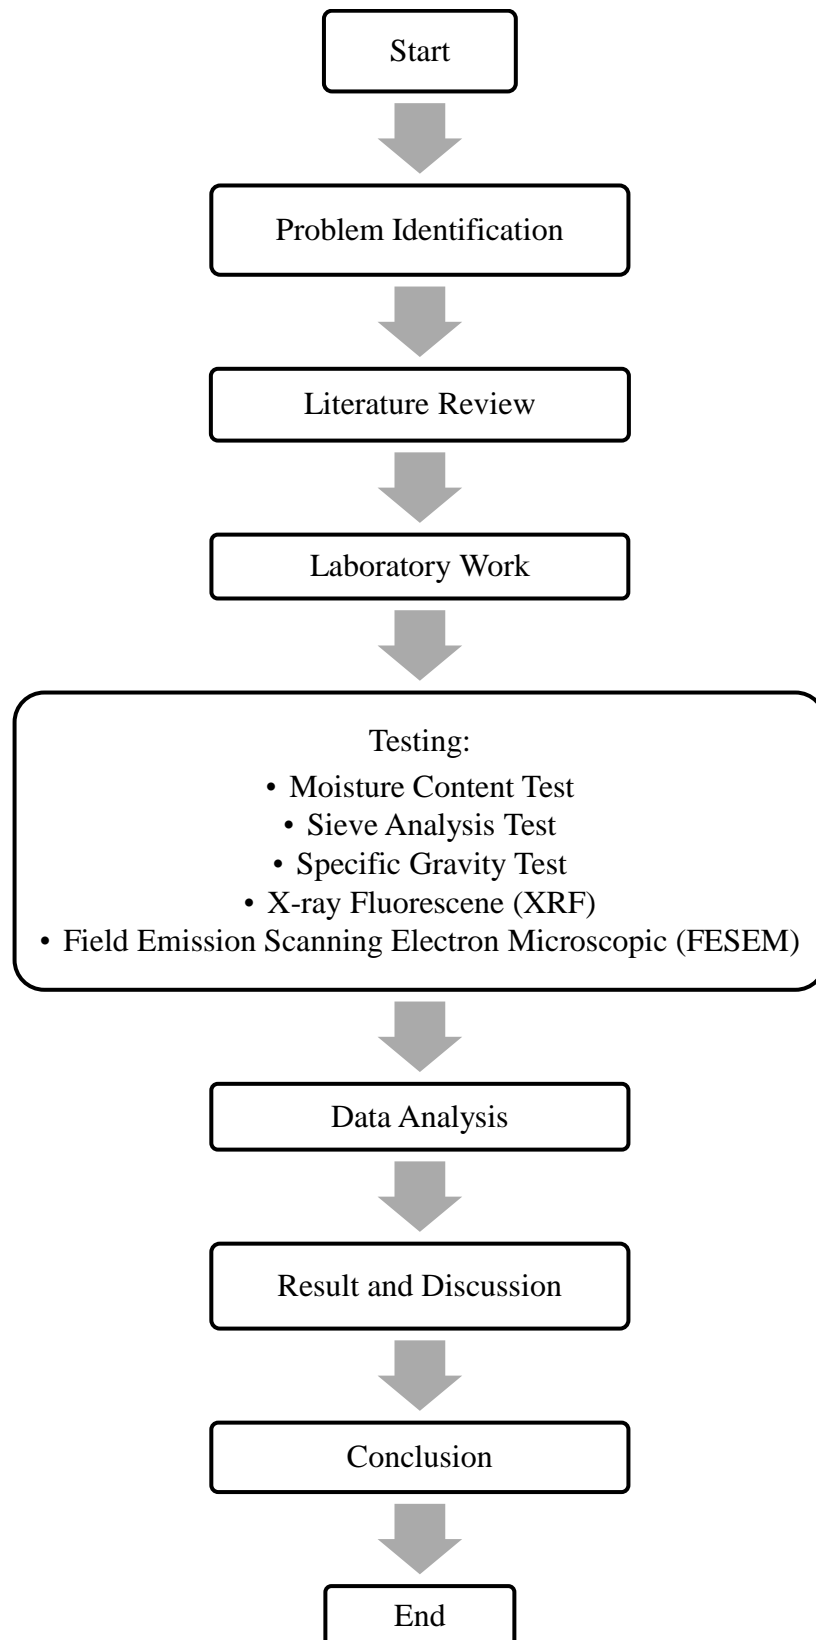 Start
Problem Identification
Literature Review
Laboratory Work
Testing:
• Moisture Content Test
• Sieve Analysis Test
• Specific Gravity Test
• X-ray Fluorescene (XRF)
• Field Emission Scanning Electron Microscopic (FESEM)
Data Analysis
Result and Discussion
Conclusion
End